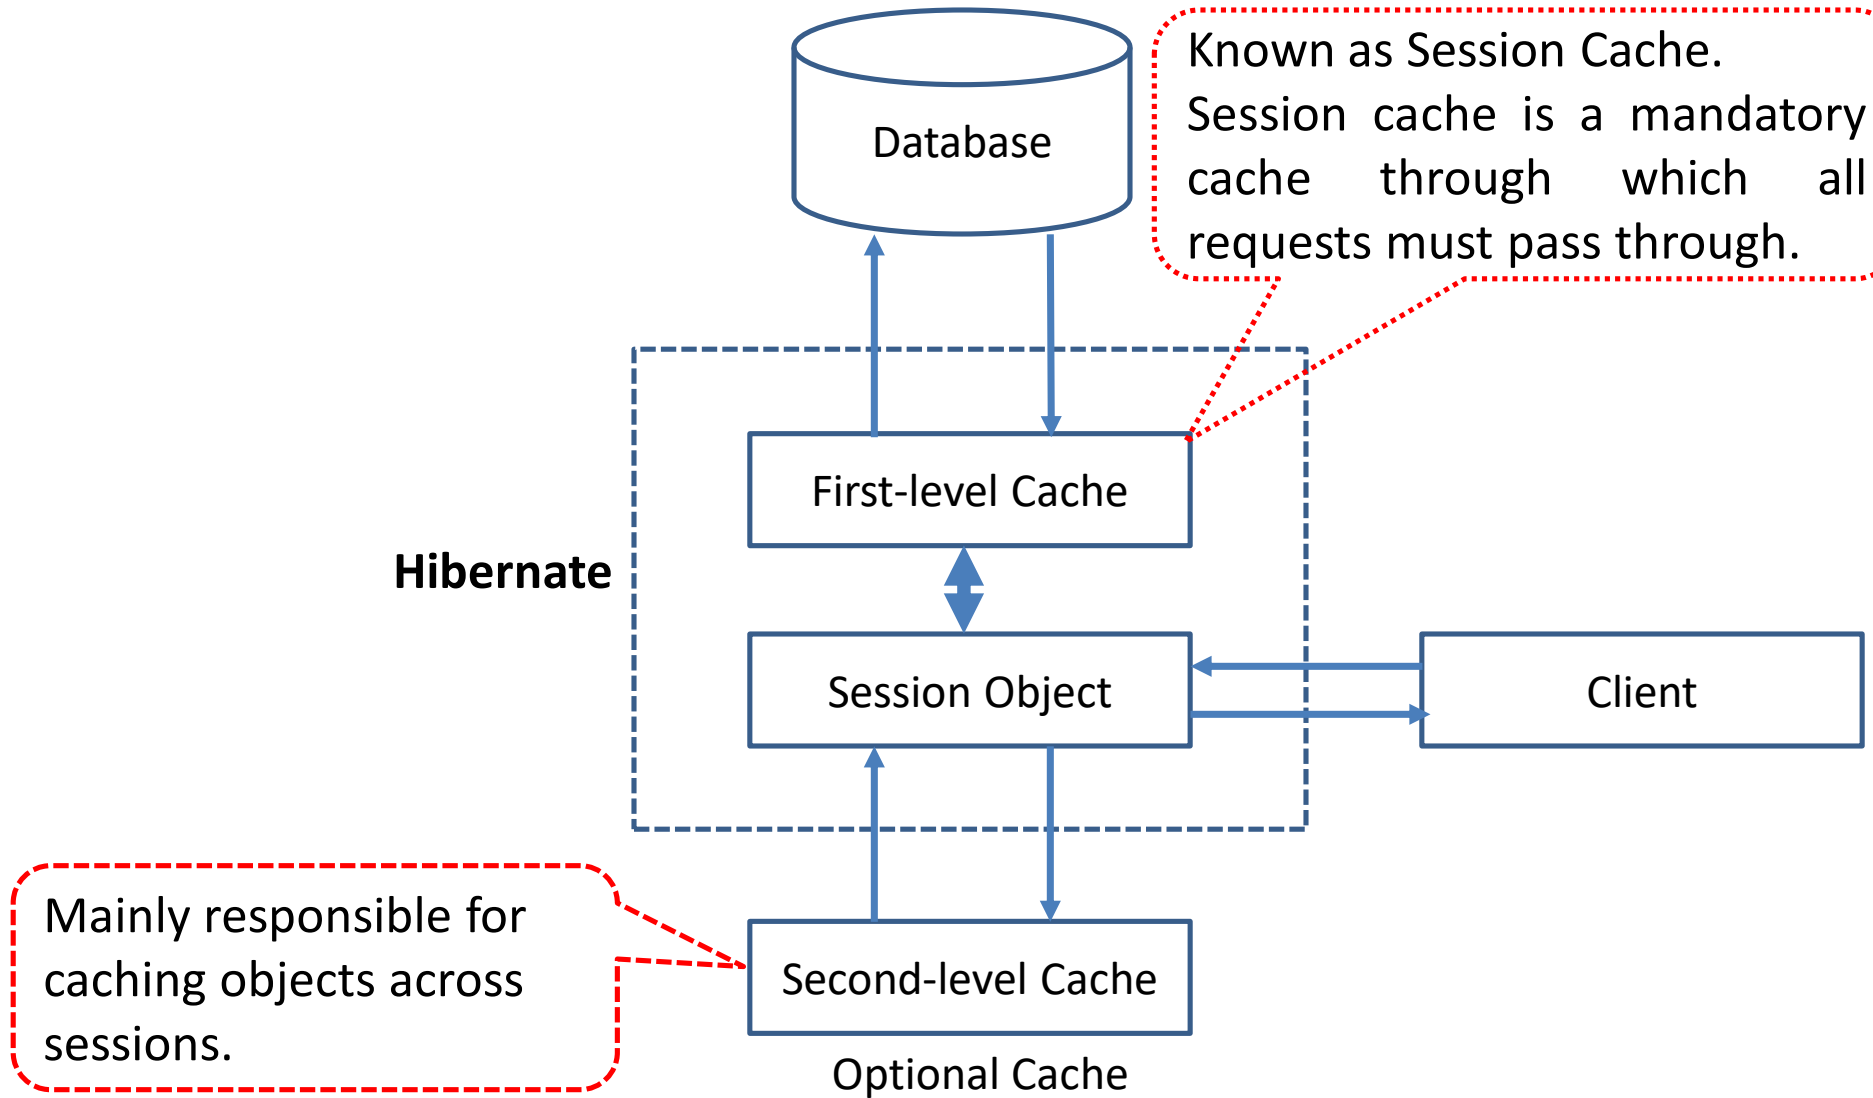 Database
Known as Session Cache.
Session cache is a mandatory
cache through which all
requests must pass through.
First-level Cache
Hibernate
Session Object
Client
Mainly responsible for
caching objects across
sessions.
Second-level Cache
Optional Cache